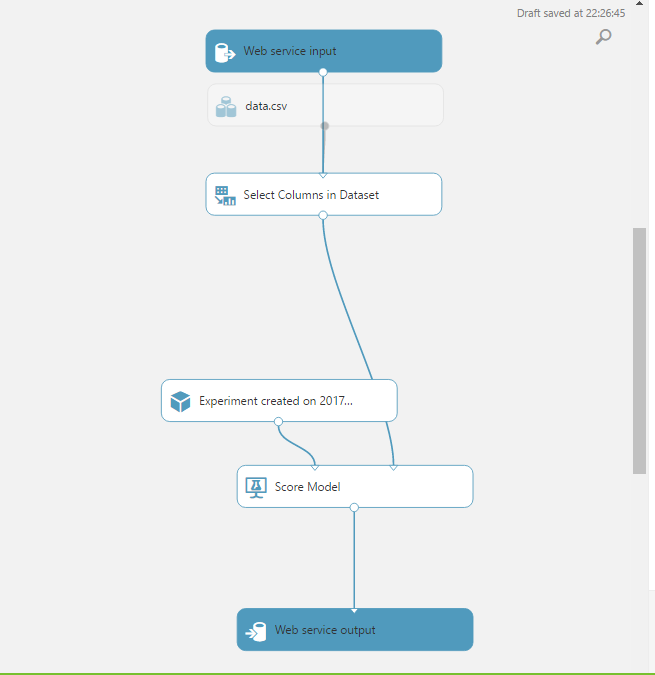 Draft saved at 22:26:45
Web service input
data.csv
Select Columns in Dataset
Experiment created on 2017...
Score Model
Web service output